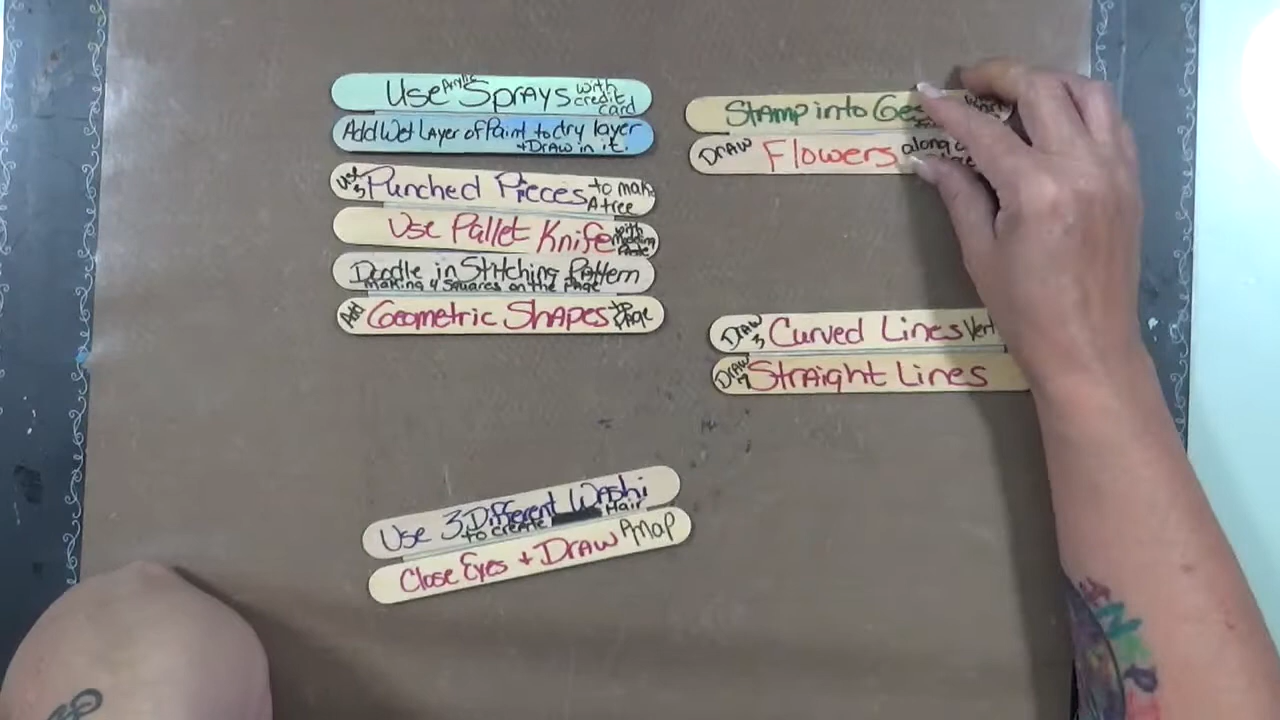 Use Acrylic Sprays with credit card
Add Wet Layer of Paint to dry layer
+ Draw in it.
Use 3 Punched Pieces to make
A tree
Use Pallet Knife with Molding Paste
Doodle in Stitching Pattern
Making 4 Squares on the Page
Add Geometric Shapes to Page
Use 3 Different Washi
to create Hair
Close Eyes + Draw A Map
Stamp into Ges
Draw Flowers along
Draw 3 Curved Lines Vert
Draw 7 Straight Lines